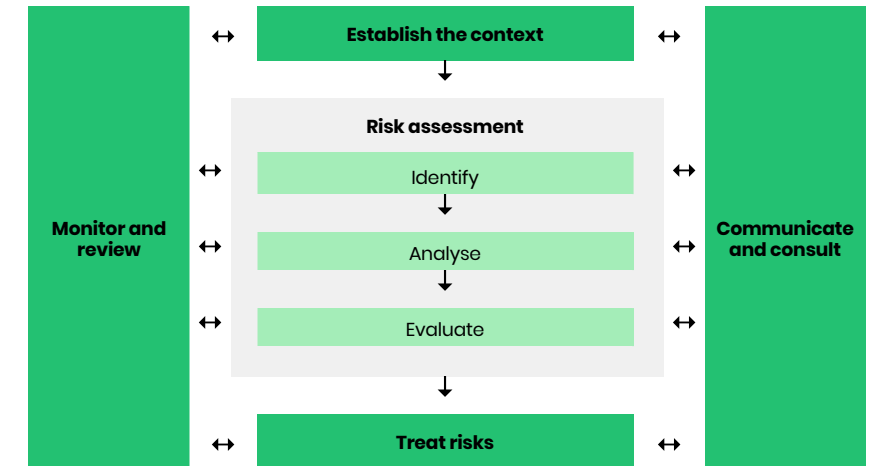 Establish the context
Risk assessment
Identify
Analyse
Evaluate
Treat risks
Monitor and
review
Communicate
and consult